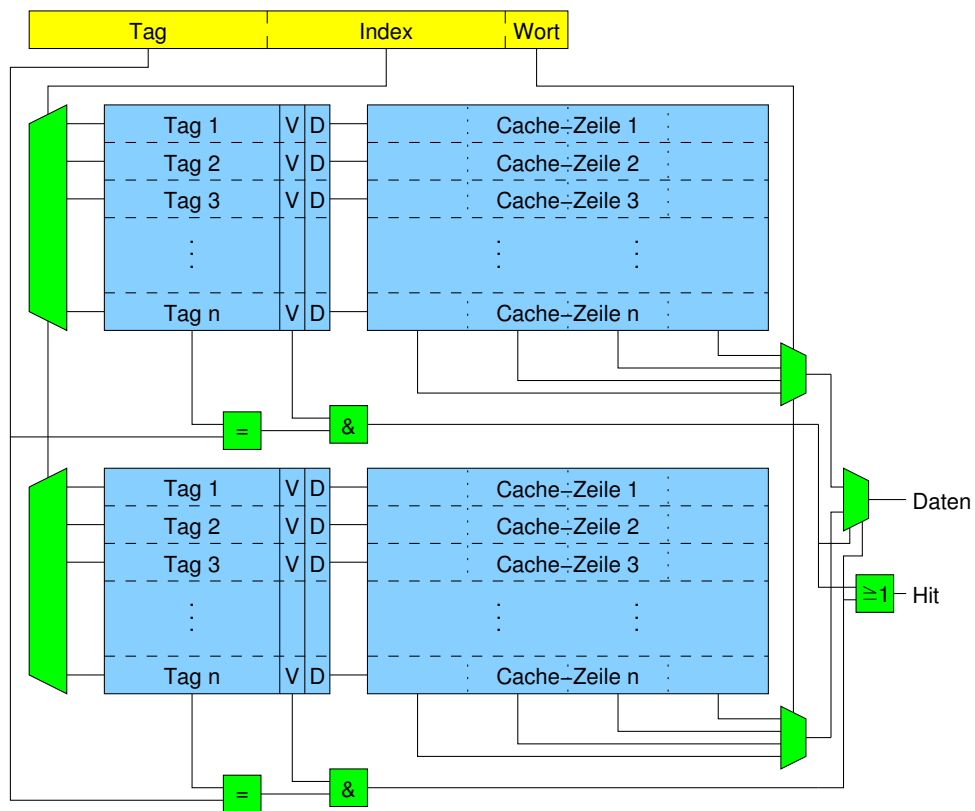 Tag Index Wort
Tag 1 V D Cache–Zeile 1
Tag 2 V D Cache–Zeile 2
Tag 3 V D Cache–Zeile 3
Tag n V D Cache–Zeile n
= &
Tag 1 V D Cache–Zeile 1
Daten
Tag 2 V D Cache–Zeile 2
Tag 3 V D Cache–Zeile 3
≥1 Hit
Tag n V D Cache–Zeile n
= &